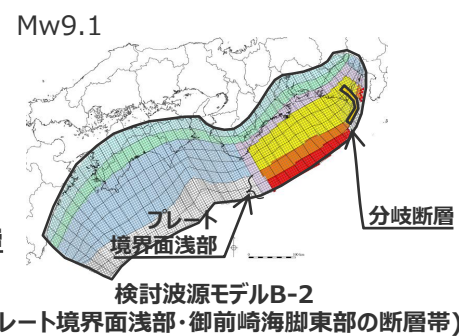 Mw9.1
プレート
境界面浅部
分岐断層
検討波源モデルB-2
レート境界面浅部・御前崎海脚東部の断層帯)